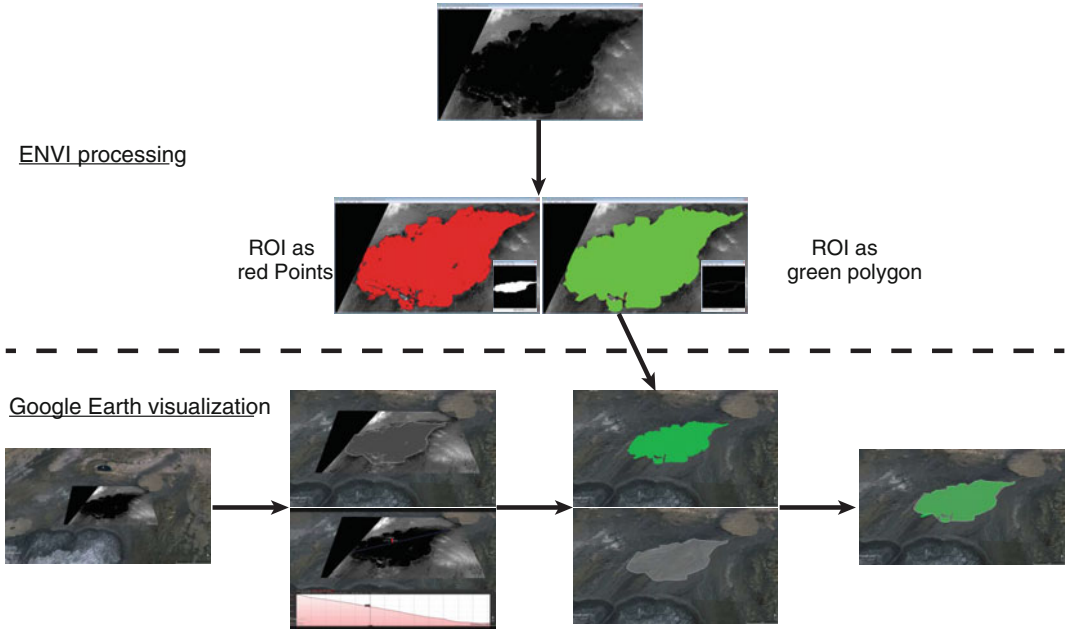 ENVI processing
ROI as
red Points
ROI as
green polygon
Google Earth visualization